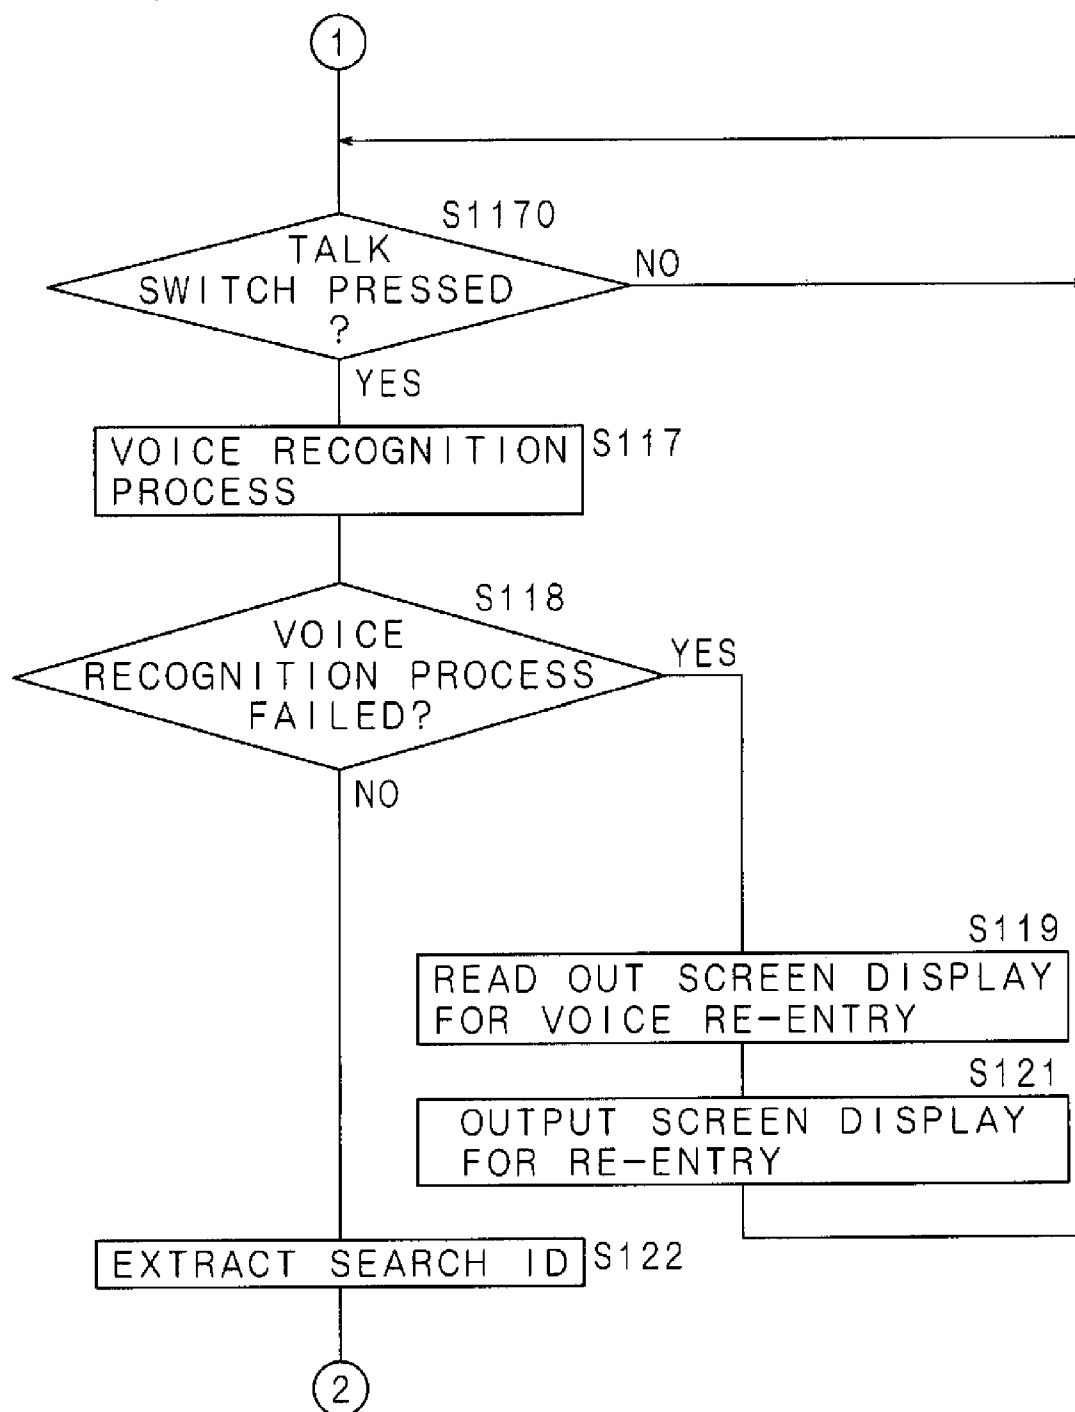 1
S1170
TALK
SWITCH PRESSED
?
NO
YES
VOICE RECOGNITION
PROCESS
S117
S118
VOICE
RECOGNITION PROCESS
FAILED?
YES
NO
S119
READ OUT SCREEN DISPLAY
FOR VOICE RE-ENTRY
S121
OUTPUT SCREEN DISPLAY
FOR RE-ENTRY
EXTRACT SEARCH ID
S122
2